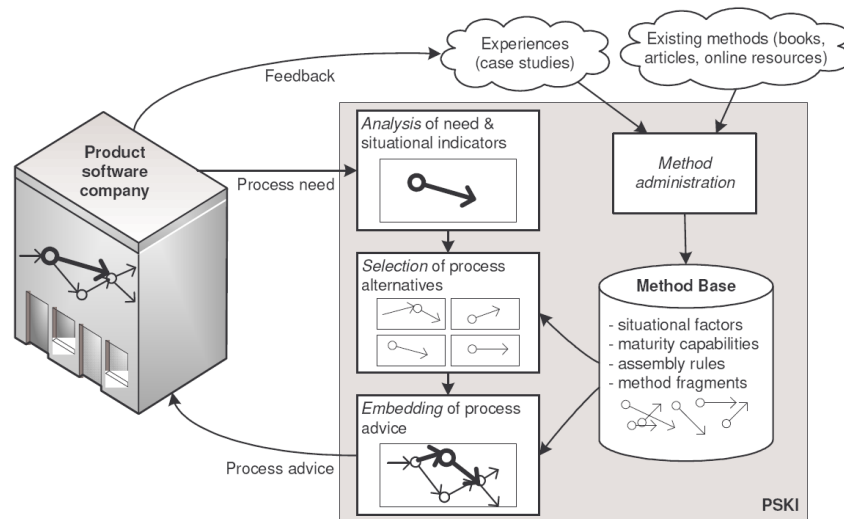 Experiences
(case studies)
Existing methods (books,
articles, online resources)
Feedback
Product
software
company
Process need
Analysis of need &
situational indicators
Method
administration
Selection of process
alternatives
Method Base
- situational factors
- maturity capabilities
- assembly rules
- method fragments
Embedding of process
advice
Process advice
PSKI